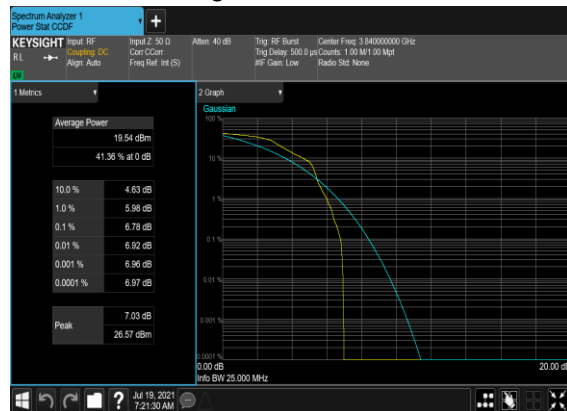 Spectrum Analyzer 1
Power Stat CCDF
+
KEYSIGHT
RL
Input: RF
Coupling: DC
Align: Auto
Input Z: 50 Ω
Corr CCorr
Freq Ref: Int (S)
Atten: 40 dB
Trig: RF Burst
Trig Delay: 500.0 µs
#IF Gain: Low
Center Freq: 3.840000000 GHz
Counts: 1.00 M/1.00 Mpt
Radio Std: None
1 Metrics
Average Power
19.54 dBm
41.36 % at 0 dB
10.0 % 4.63 dB
1.0 % 5.98 dB
0.1 % 6.78 dB
0.01 % 6.92 dB
0.001 % 6.96 dB
0.0001 % 6.97 dB
Peak
7.03 dB
26.57 dBm
2 Graph
Gaussian
100 %
10 %
1 %
0.1 %
0.01 %
0.001 %
0.0001 %
0.00 dB
20.00 dB
Info BW 25.000 MHz
?
Jul 19, 2021
7:21:30 AM